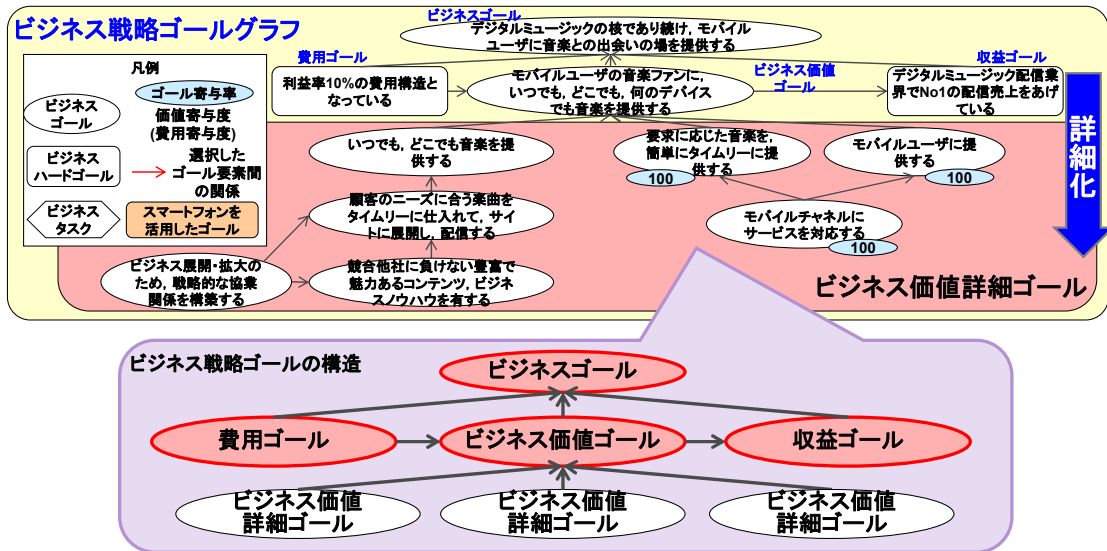 ビジネス戦略ゴールグラフ
ビジネスゴール
デジタルミュージックの核であり続け，モバイル
ユーザに音楽との出会いの場を提供する
費用ゴール
利益率10%の費用構造と
なっている
モバイルユーザの音楽ファンに，
いつでも，どこでも，何のデバイス
でも音楽を提供する
ビジネス価値
ゴール
収益ゴール
デジタルミュージック配信業
界でNo1の配信売上をあげ
ている
凡例
ビジネス
ゴール
ゴール寄与率
価値寄与度
(費用寄与度)
ビジネス
ハードゴール
選択した
ゴール要素間
の関係
ビジネス
タスク
スマートフォンを
活用したゴール
詳細化
いつでも，どこでも音楽を提
供する
要求に応じた音楽を，
簡単にタイムリーに提
供する
100
モバイルユーザに提
供する
100
顧客のニーズに合う楽曲を
タイムリーに仕入れて，サイ
トに展開し，配信する
モバイルチャネルに
サービスを対応する
100
ビジネス展開・拡大の
ため，戦略的な協業
関係を構築する
競合他社に負けない豊富で
魅力あるコンテンツ，ビジネ
スノウハウを有する
ビジネス価値詳細ゴール
ビジネス戦略ゴールの構造
ビジネスゴール
費用ゴール
ビジネス価値ゴール
収益ゴール
ビジネス価値
詳細ゴール
ビジネス価値
詳細ゴール
ビジネス価値
詳細ゴール